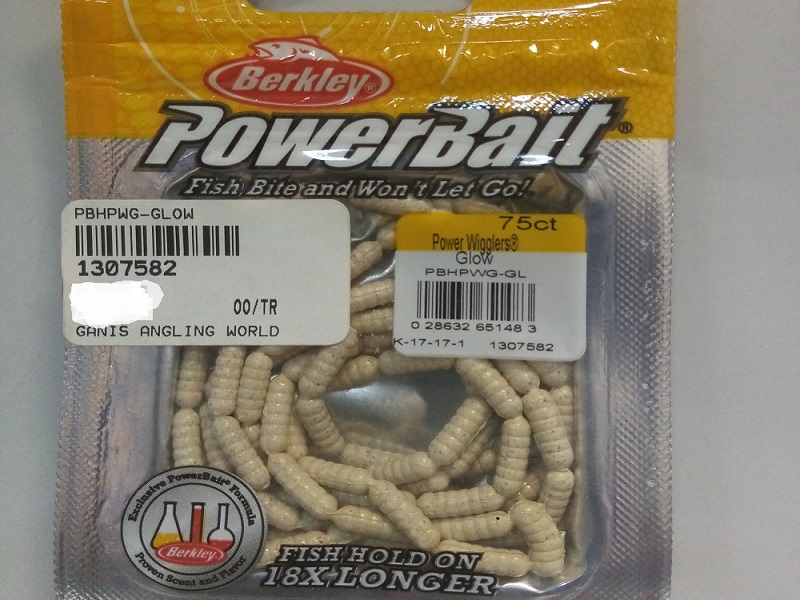 Berkley®
PowerBait®
Fish Bite and Won't Let Go!
PBHPWG-GLOW
1307582
00/TR
GANIS ANGLING WORLD
75ct
Power Wigglers®
Glow
PBHPWG-GL
0 28632 65148 3
K-17-17-1 1307582
Exclusive PowerBait® Formula
Berkley
Proven Scent and Flavor
FISH HOLD ON
18X LONGER